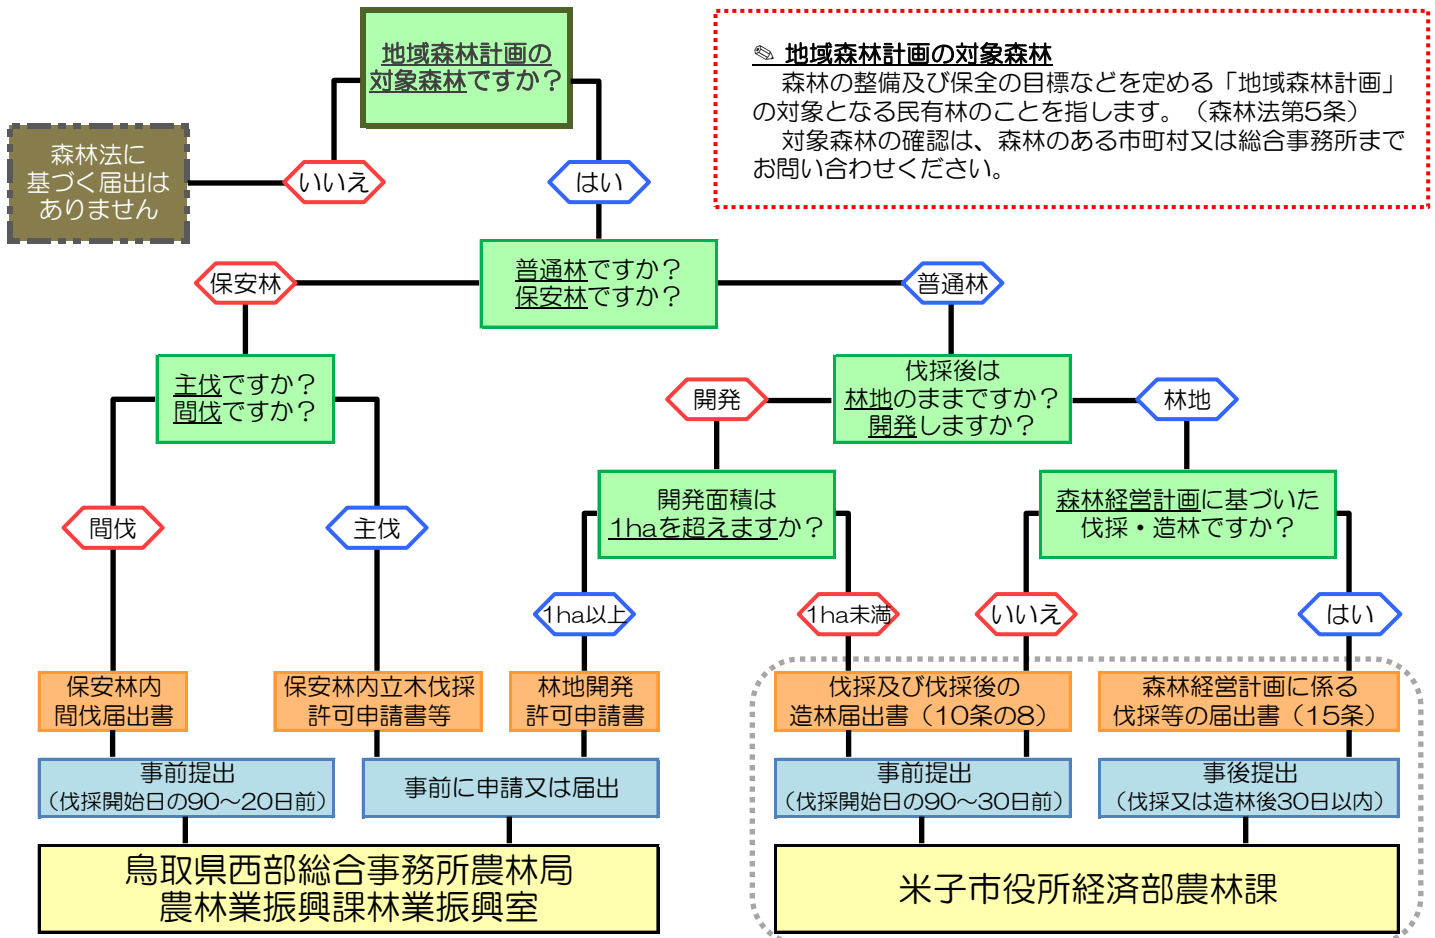 地域森林計画の
対象森林ですか？
✎ 地域森林計画の対象森林
森林の整備及び保全の目標などを定める「地域森林計画」
の対象となる民有林のことを指します。（森林法第5条）
対象森林の確認は、森林のある市町村又は総合事務所まで
お問い合わせください。
森林法に
基づく届出は
ありません
いいえ
はい
普通林ですか？
保安林ですか？
保安林
普通林
主伐ですか？
間伐ですか？
伐採後は
林地のままですか？
開発しますか？
開発
林地
間伐
主伐
開発面積は
1haを超えますか？
森林経営計画に基づいた
伐採・造林ですか？
1ha以上
1ha未満
いいえ
はい
保安林内
間伐届出書
保安林内立木伐採
許可申請書等
林地開発
許可申請書
伐採及び伐採後の
造林届出書（10条の8）
森林経営計画に係る
伐採等の届出書（15条）
事前提出
（伐採開始日の90～20日前）
事前に申請又は届出
事前提出
（伐採開始日の90～30日前）
事後提出
（伐採又は造林後30日以内）
鳥取県西部総合事務所農林局
農林業振興課林業振興室
米子市役所経済部農林課